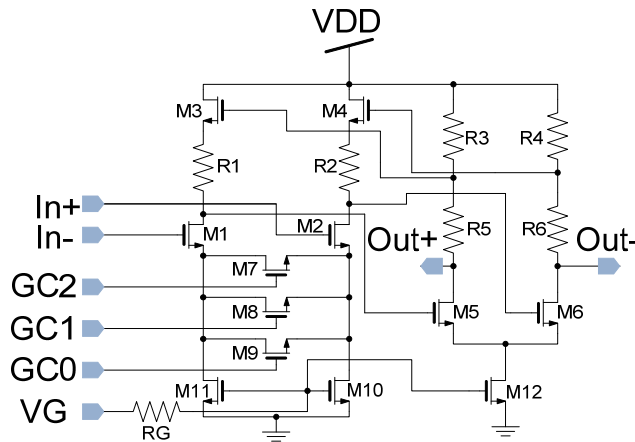 VDD
M3 M4 R3 R4
R1 R2
In+
In-
M1 M2 R5 R6
Out+ Out-
M7
GC2
M8 M5 M6
GC1
M9
GC0
M11 M10 M12
VG
RG